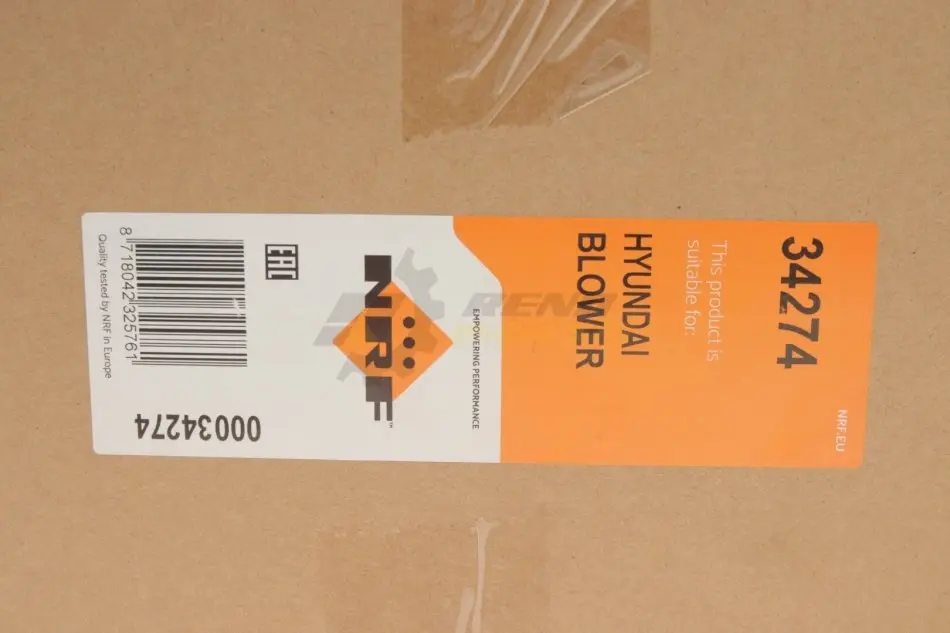 34274
This product is
suitable for:
HYUNDAI
BLOWER
NRF.EU
NRF™
EMPOWERING PERFORMANCE
EAC
8 718042 325761
Quality tested by NRF in Europe
00034274